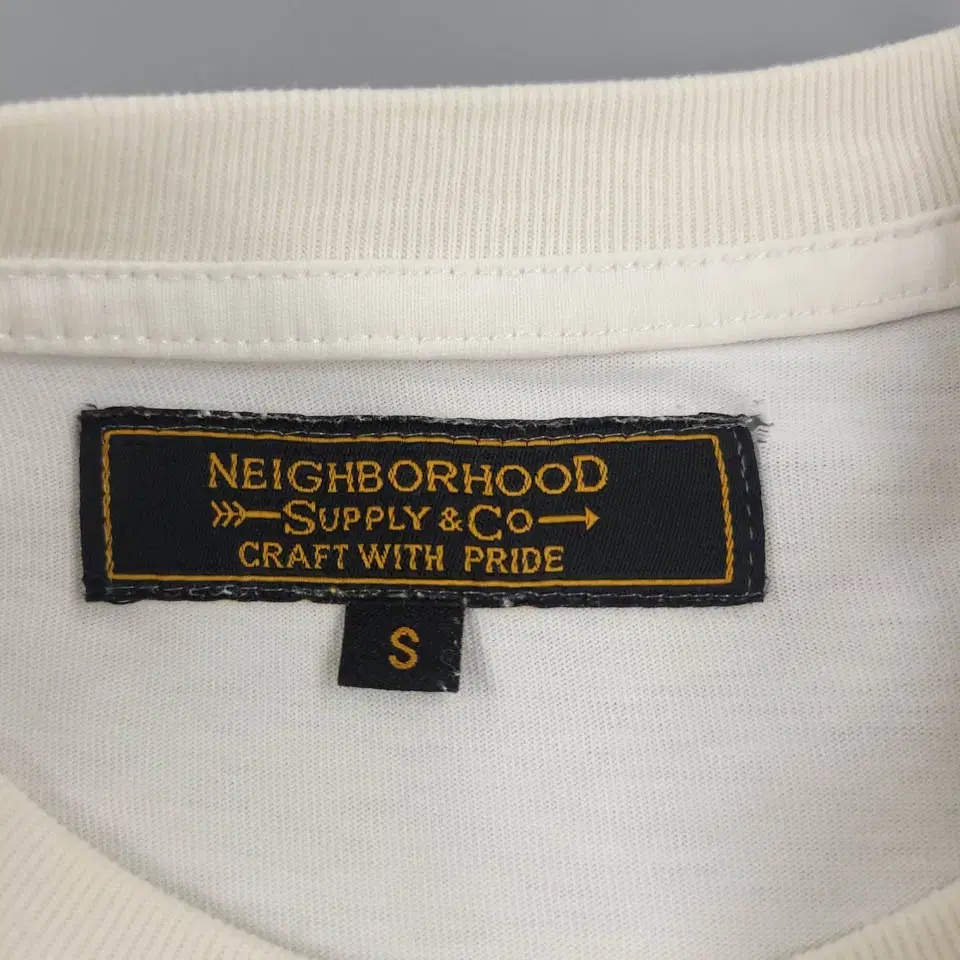 NEIGHBORHOOD
SUPPLY & CO
CRAFT WITH PRIDE
S